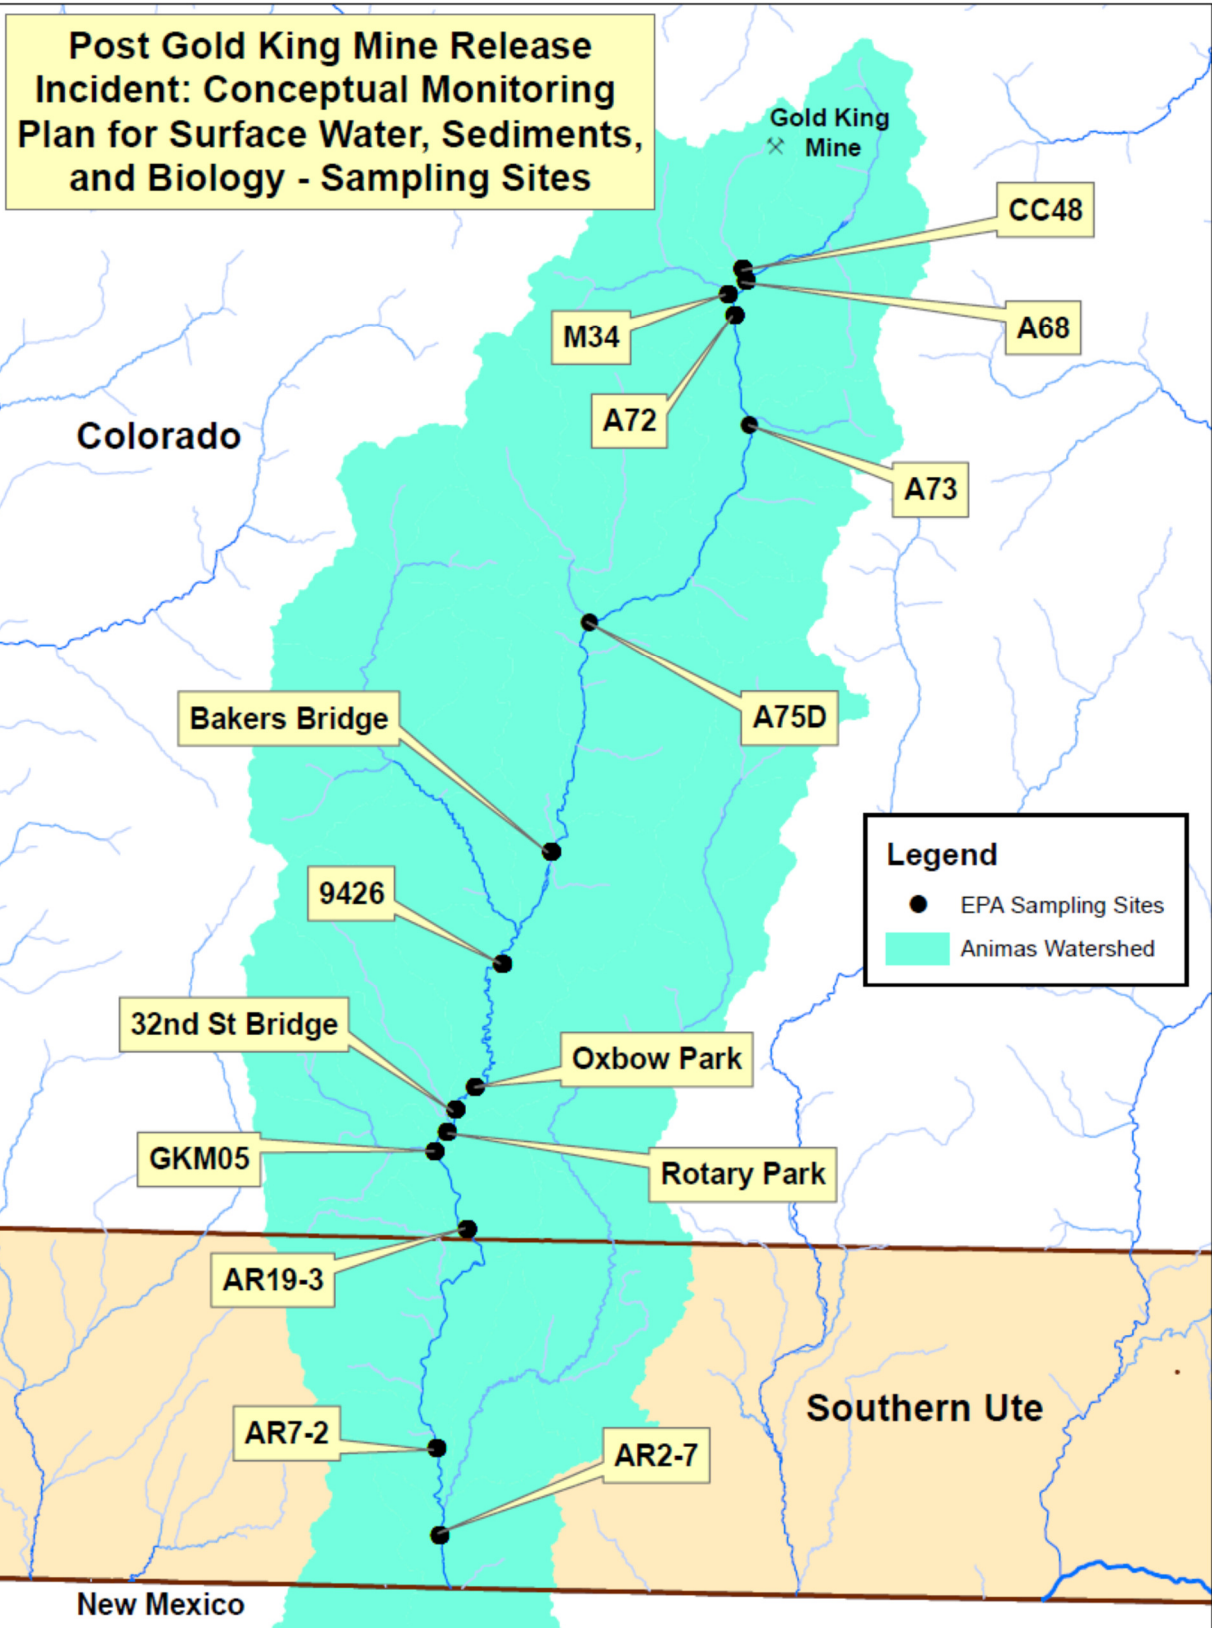 Post Gold King Mine Release
Incident: Conceptual Monitoring
Plan for Surface Water, Sediments,
and Biology - Sampling Sites
Gold King
Mine
CC48
A68
M34
A72
Colorado
A73
Bakers Bridge
A75D
Legend
EPA Sampling Sites
Animas Watershed
9426
32nd St Bridge
Oxbow Park
GKM05
Rotary Park
AR19-3
Southern Ute
AR7-2
AR2-7
New Mexico